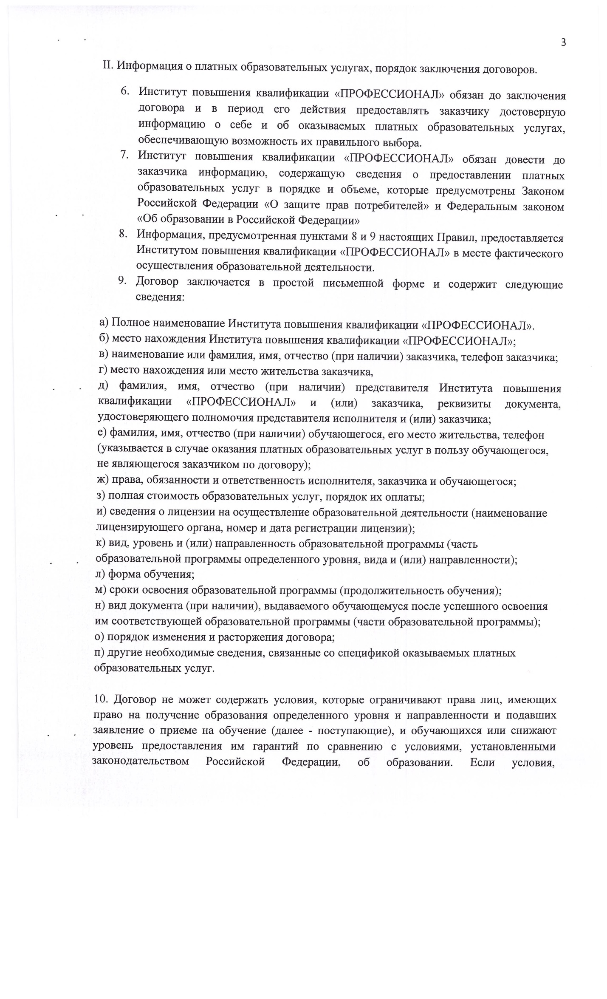 3
II. Информация о платных образовательных услугах, порядок заключения договоров.
6. Институт повышения квалификации «ПРОФЕССИОНАЛ» обязан до заключения
договора и в период его действия предоставлять заказчику достоверную
информацию о себе и об оказываемых платных образовательных услугах,
обеспечивающую возможность их правильного выбора.
7. Институт повышения квалификации «ПРОФЕССИОНАЛ» обязан довести до
заказчика информацию, содержащую сведения о предоставлении платных
образовательных услуг в порядке и объеме, которые предусмотрены Законом
Российской Федерации «О защите прав потребителей» и Федеральным законом
«Об образовании в Российской Федерации»
8. Информация, предусмотренная пунктами 8 и 9 настоящих Правил, предоставляется
Институтом повышения квалификации «ПРОФЕССИОНАЛ» в месте фактического
осуществления образовательной деятельности.
9. Договор заключается в простой письменной форме и содержит следующие
сведения:
а) Полное наименование Института повышения квалификации «ПРОФЕССИОНАЛ».
б) место нахождения Института повышения квалификации «ПРОФЕССИОНАЛ»;
в) наименование или фамилия, имя, отчество (при наличии) заказчика, телефон заказчика;
г) место нахождения или место жительства заказчика,
д) фамилия, имя, отчество (при наличии) представителя Института повышения
квалификации «ПРОФЕССИОНАЛ» и (или) заказчика, реквизиты документа,
удостоверяющего полномочия представителя исполнителя и (или) заказчика;
е) фамилия, имя, отчество (при наличии) обучающегося, его место жительства, телефон
(указывается в случае оказания платных образовательных услуг в пользу обучающегося,
не являющегося заказчиком по договору);
ж) права, обязанности и ответственность исполнителя, заказчика и обучающегося;
з) полная стоимость образовательных услуг, порядок их оплаты;
и) сведения о лицензии на осуществление образовательной деятельности (наименование
лицензирующего органа, номер и дата регистрации лицензии);
к) вид, уровень и (или) направленность образовательной программы (часть
образовательной программы определенного уровня, вида и (или) направленности);
л) форма обучения;
м) сроки освоения образовательной программы (продолжительность обучения);
н) вид документа (при наличии), выдаваемого обучающемуся после успешного освоения
им соответствующей образовательной программы (части образовательной программы);
о) порядок изменения и расторжения договора;
п) другие необходимые сведения, связанные со спецификой оказываемых платных
образовательных услуг.
10. Договор не может содержать условия, которые ограничивают права лиц, имеющих
право на получение образования определенного уровня и направленности и подавших
заявление о приеме на обучение (далее - поступающие), и обучающихся или снижают
уровень предоставления им гарантий по сравнению с условиями, установленными
законодательством Российской Федерации, об образовании. Если условия,